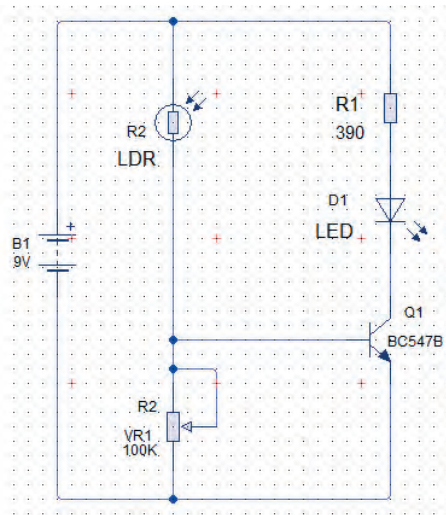 R2
LDR
R1
390
D1
LED
B1
9V
+
Q1
BC547B
R2
VR1
100K